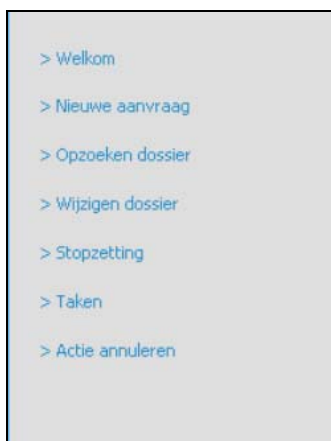 > Welkom
> Nieuwe aanvraag
> Opzoeken dossier
> Wijzigen dossier
> Stopzetting
> Taken
> Actie annuleren